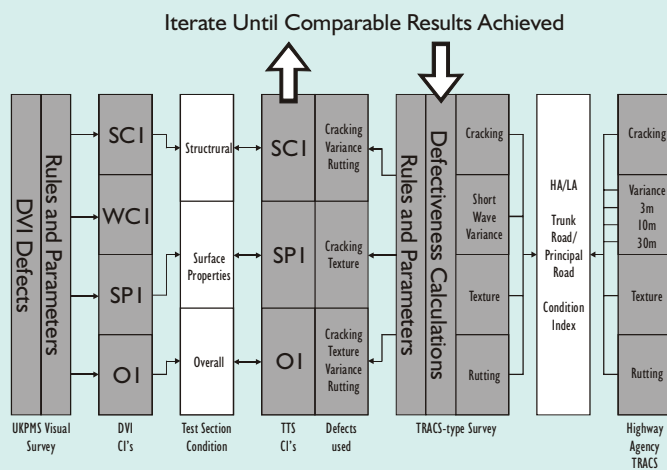 Iterate Until Comparable Results Achieved
DVI Defects
Rules and Parameters
SCI
WCI
SPI
OI
Structrural
Surface
Properties
Overall
SCI
SPI
OI
Cracking
Variance
Rutting
Cracking
Texture
Cracking
Texture
Variance
Rutting
Rules and Parameters
Defectiveness Calculations
Cracking
Short
Wave
Variance
Texture
Rutting
HA/LA
Trunk
Road/
Principal
Road
Condition
Index
Cracking
Variance
3m
10m
30m
Texture
Rutting
UKPMS Visual
Survey
DVI
CI's
Test Section
Condition
TTS
CI's
Defects
used
TRACS-type Survey
Highway
Agency
TRACS